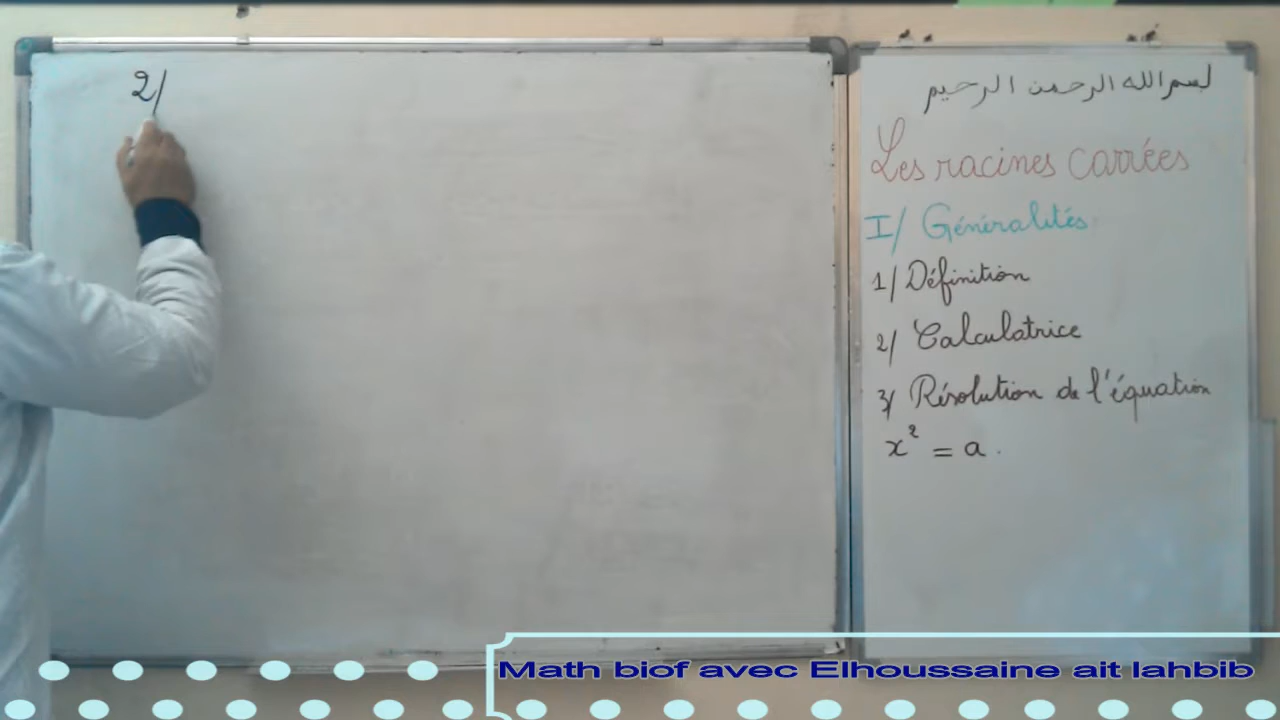 2/
بسم الله الرحمن الرحيم
Les racines carrées
I/ Généralités
1/ Définition
2/ Calculatrice
3/ Résolution de l'équation
x² = a.
Math biof avec Elhoussaine ait lahbib